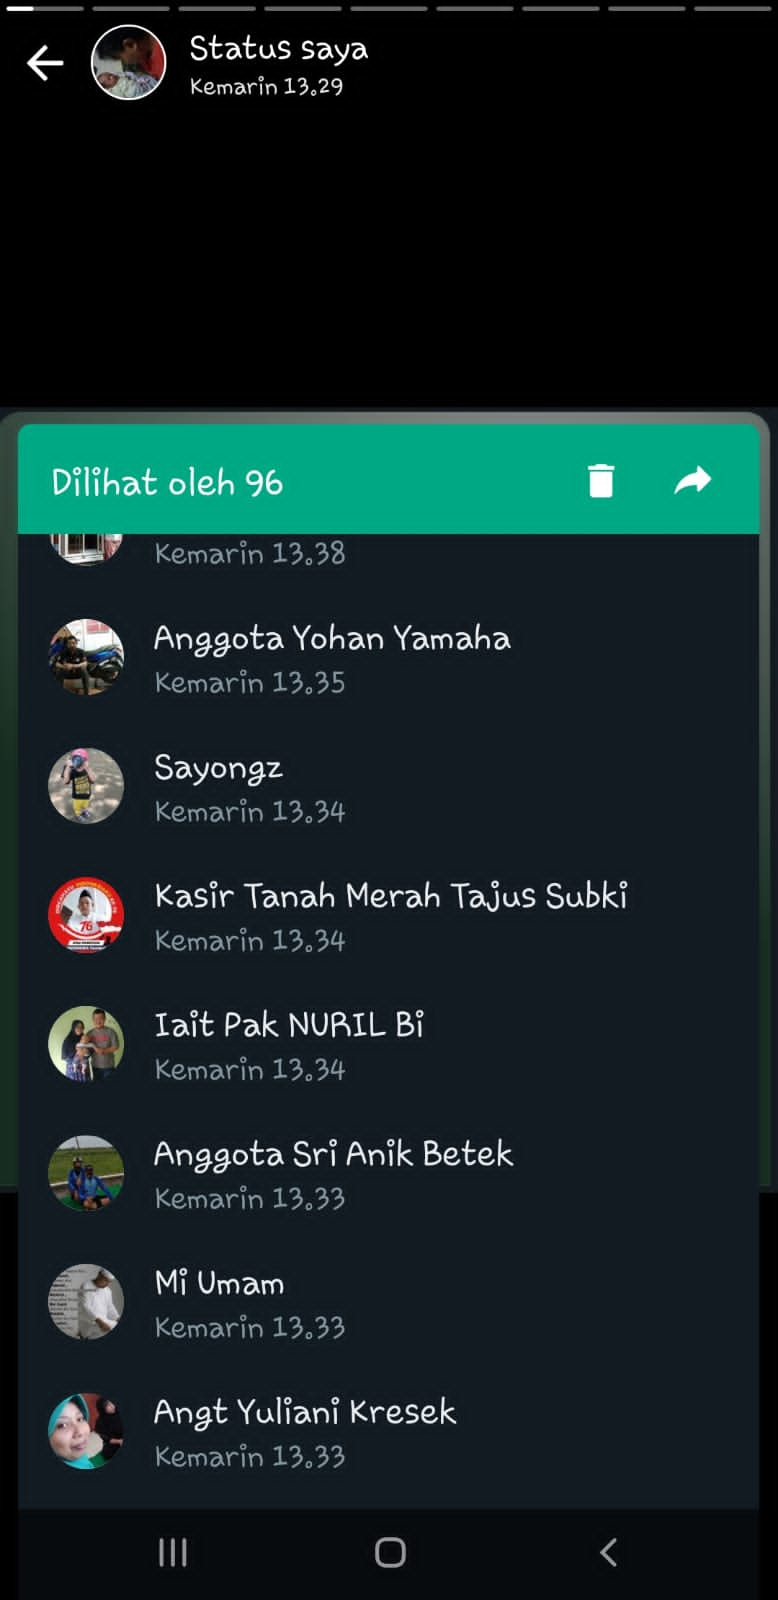 Status saya
Kemarin 13.29
Dilihat oleh 96
Kemarin 13.38
Anggota Yohan Yamaha
Kemarin 13.35
Sayongz
Kemarin 13.34
Kasir Tanah Merah Tajus Subki
Kemarin 13.34
76
Iait Pak NURIL Bi
Kemarin 13.34
Anggota Sri Anik Betek
Kemarin 13.33
Mi Umam
Kemarin 13.33
Angt Yuliani Kresek
Kemarin 13.33